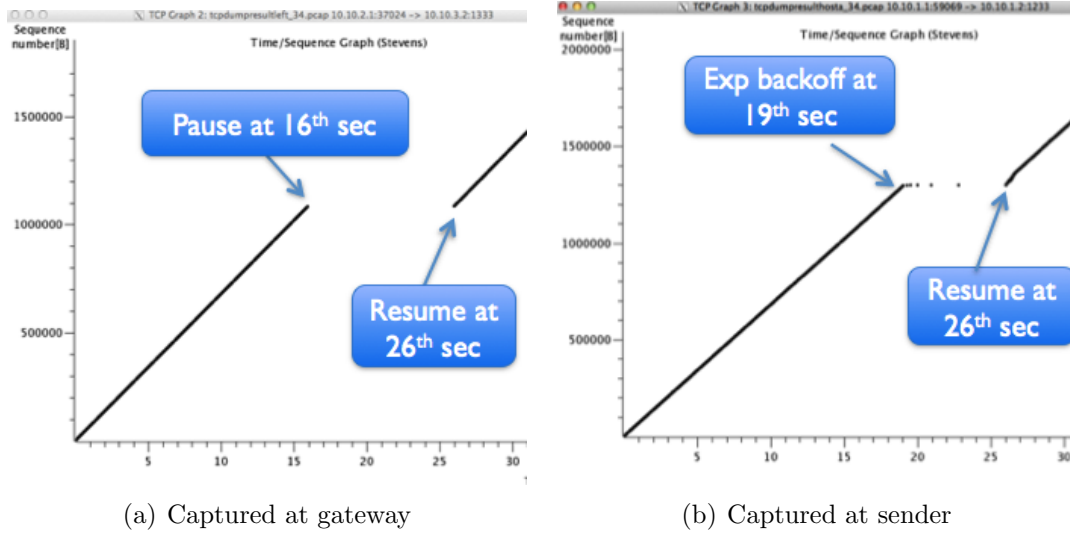 TCP Graph 2: tcpdumpresultleft_34.pcap 10.10.2.1:37024 -> 10.10.3.2:1333
Sequence
number[B]
Time/Sequence Graph (Stevens)
Pause at 16th sec
Resume at
26th sec
1500000
1000000
500000
5
10
15
20
25
30
(a) Captured at gateway
TCP Graph 3: tcpdumpresulthosta_34.pcap 10.10.1.1:59069 -> 10.10.1.2:1233
Sequence
number[B]
Time/Sequence Graph (Stevens)
Exp backoff at
19th sec
Resume at
26th sec
2000000
1500000
1000000
500000
5
10
15
20
25
30
(b) Captured at sender